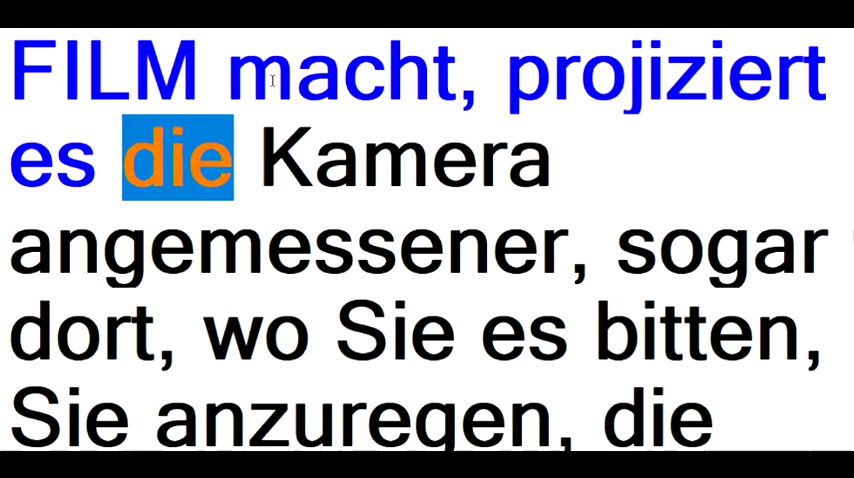 FILM macht, projiziert
es die Kamera
angemessener, sogar
dort, wo Sie es bitten,
Sie anzuregen, die